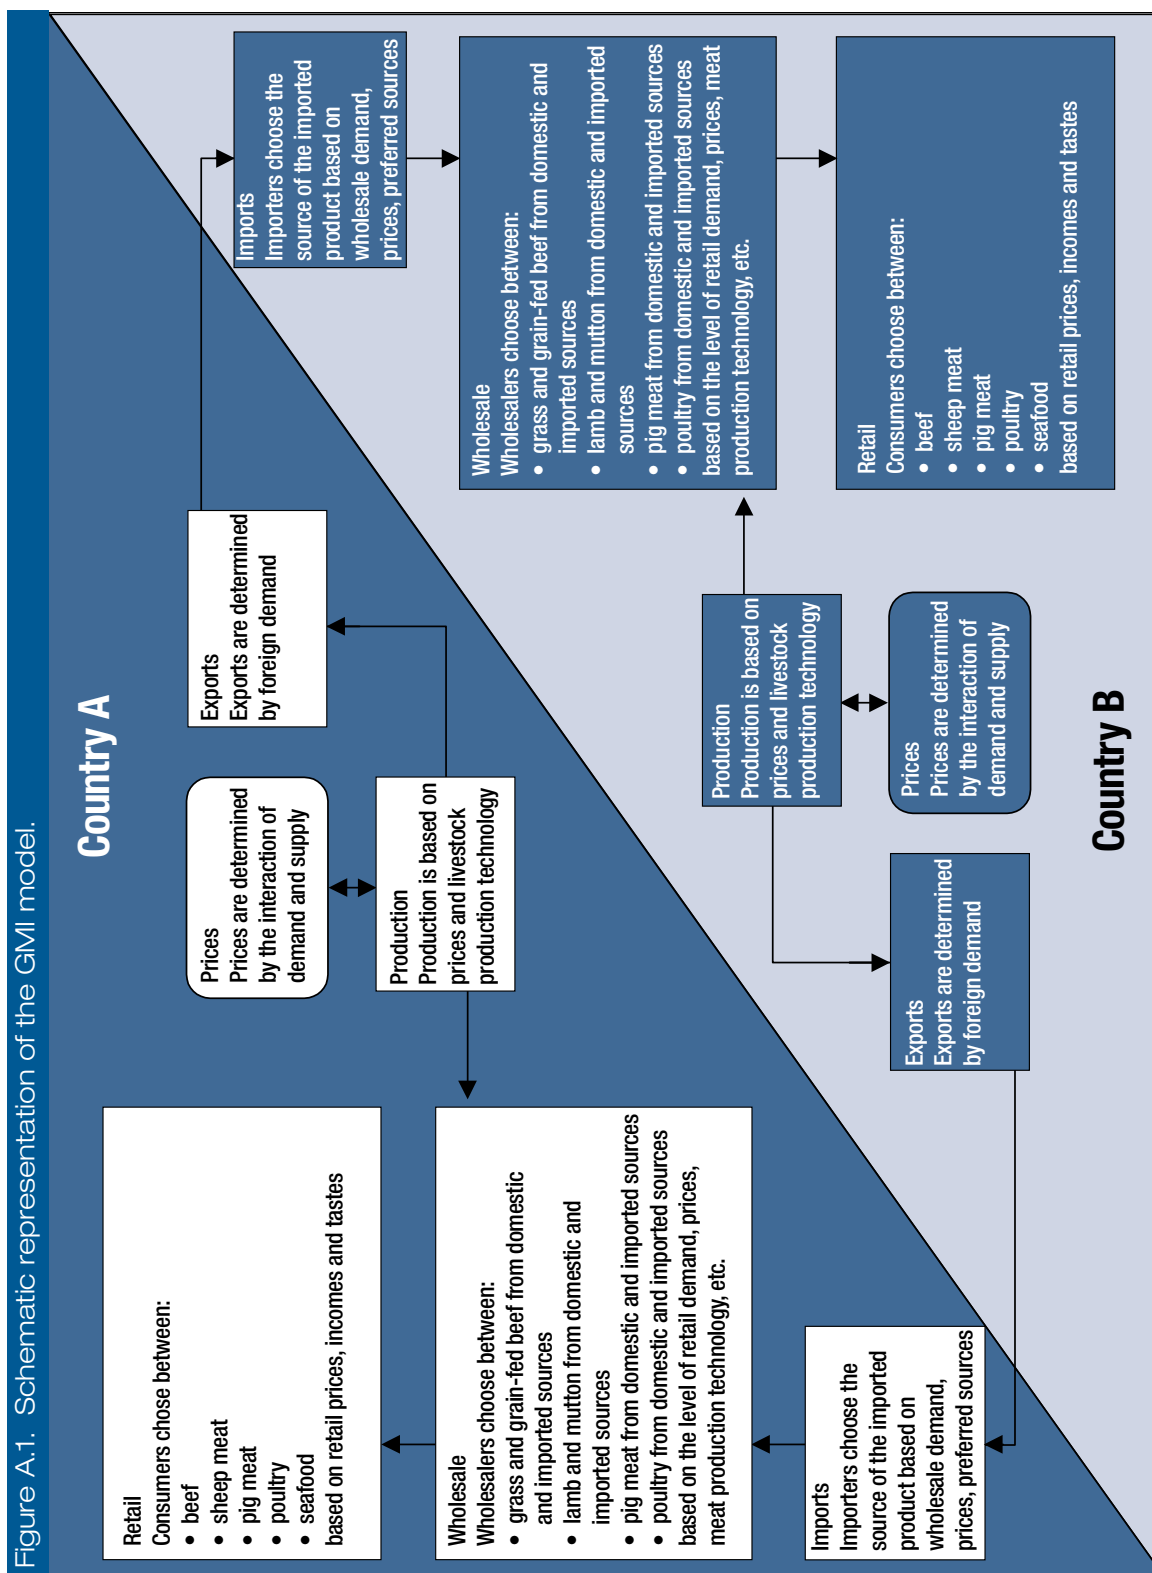 Figure A.1. Schematic representation of the GMI model.
Country A
Retail
Consumers chose between:
• beef
• sheep meat
• pig meat
• poultry
• seafood
based on retail prices, incomes and tastes
Wholesale
Wholesalers choose between:
• grass and grain-fed beef from domestic
and imported sources
• lamb and mutton from domestic and
imported sources
• pig meat from domestic and imported sources
• poultry from domestic and imported sources
based on the level of retail demand, prices,
meat production technology, etc.
Imports
Importers choose the
source of the imported
product based on
wholesale demand,
prices, preferred sources
Prices
Prices are determined
by the interaction of
demand and supply
Production
Production is based on
prices and livestock
production technology
Exports
Exports are determined
by foreign demand
Imports
Importers choose the
source of the imported
product based on
wholesale demand,
prices, preferred sources
Wholesale
Wholesalers choose between:
• grass and grain-fed beef from domestic and
imported sources
• lamb and mutton from domestic and imported
sources
• pig meat from domestic and imported sources
• poultry from domestic and imported sources
based on the level of retail demand, prices, meat
production technology, etc.
Retail
Consumers choose between:
• beef
• sheep meat
• pig meat
• poultry
• seafood
based on retail prices, incomes and tastes
Production
Production is based on
prices and livestock
production technology
Prices
Prices are determined
by the interaction of
demand and supply
Exports
Exports are determined
by foreign demand
Country B